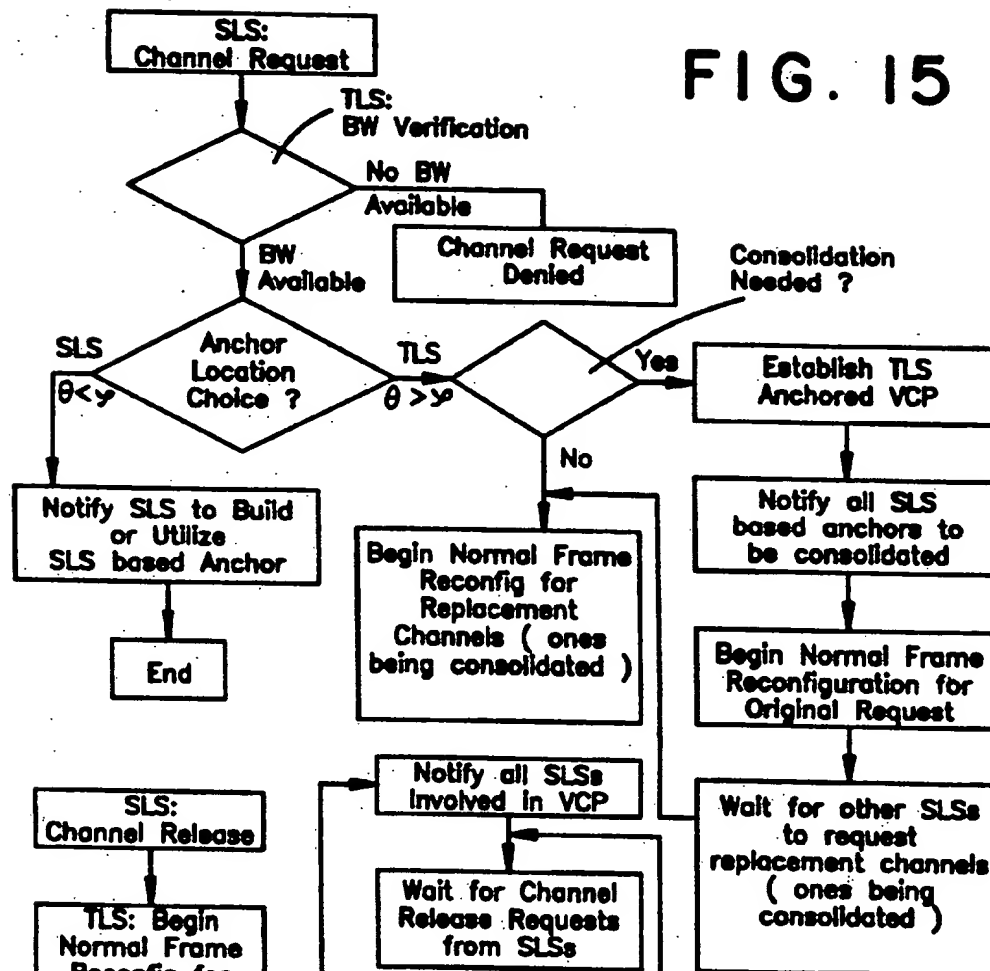 SLS:
Channel Request
FIG. 15
TLS:
BW Verification
No BW
Available
Channel Request
Denied
BW
Available
Consolidation
Needed ?
SLS
θ<φ
Anchor
Location
Choice ?
TLS
θ>φ
Yes
Establish TLS
Anchored VCP
No
Notify SLS to Build
or Utilize
SLS based Anchor
End
Begin Normal Frame
Reconfig for
Replacement
Channels ( ones
being consolidated )
Notify all SLS
based anchors to
be consolidated
Begin Normal Frame
Reconfiguration for
Original Request
Wait for other SLSs
to request
replacement channels
( ones being
consolidated )
Notify all SLSs
Involved in VCP
Wait for Channel
Release Requests
from SLSs
SLS:
Channel Release
TLS: Begin
Normal Frame
Reconfig for